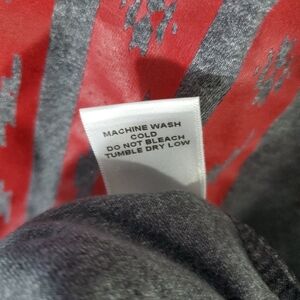 MACHINE WASH
COLD
DO NOT BLEACH
TUMBLE DRY LOW